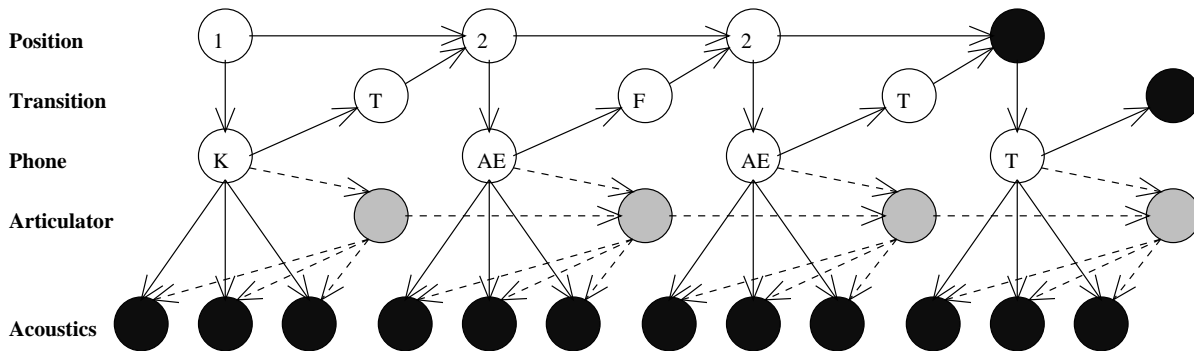 Position 1 2 2
Transition T F T
Phone K AE AE T
Articulator
Acoustics